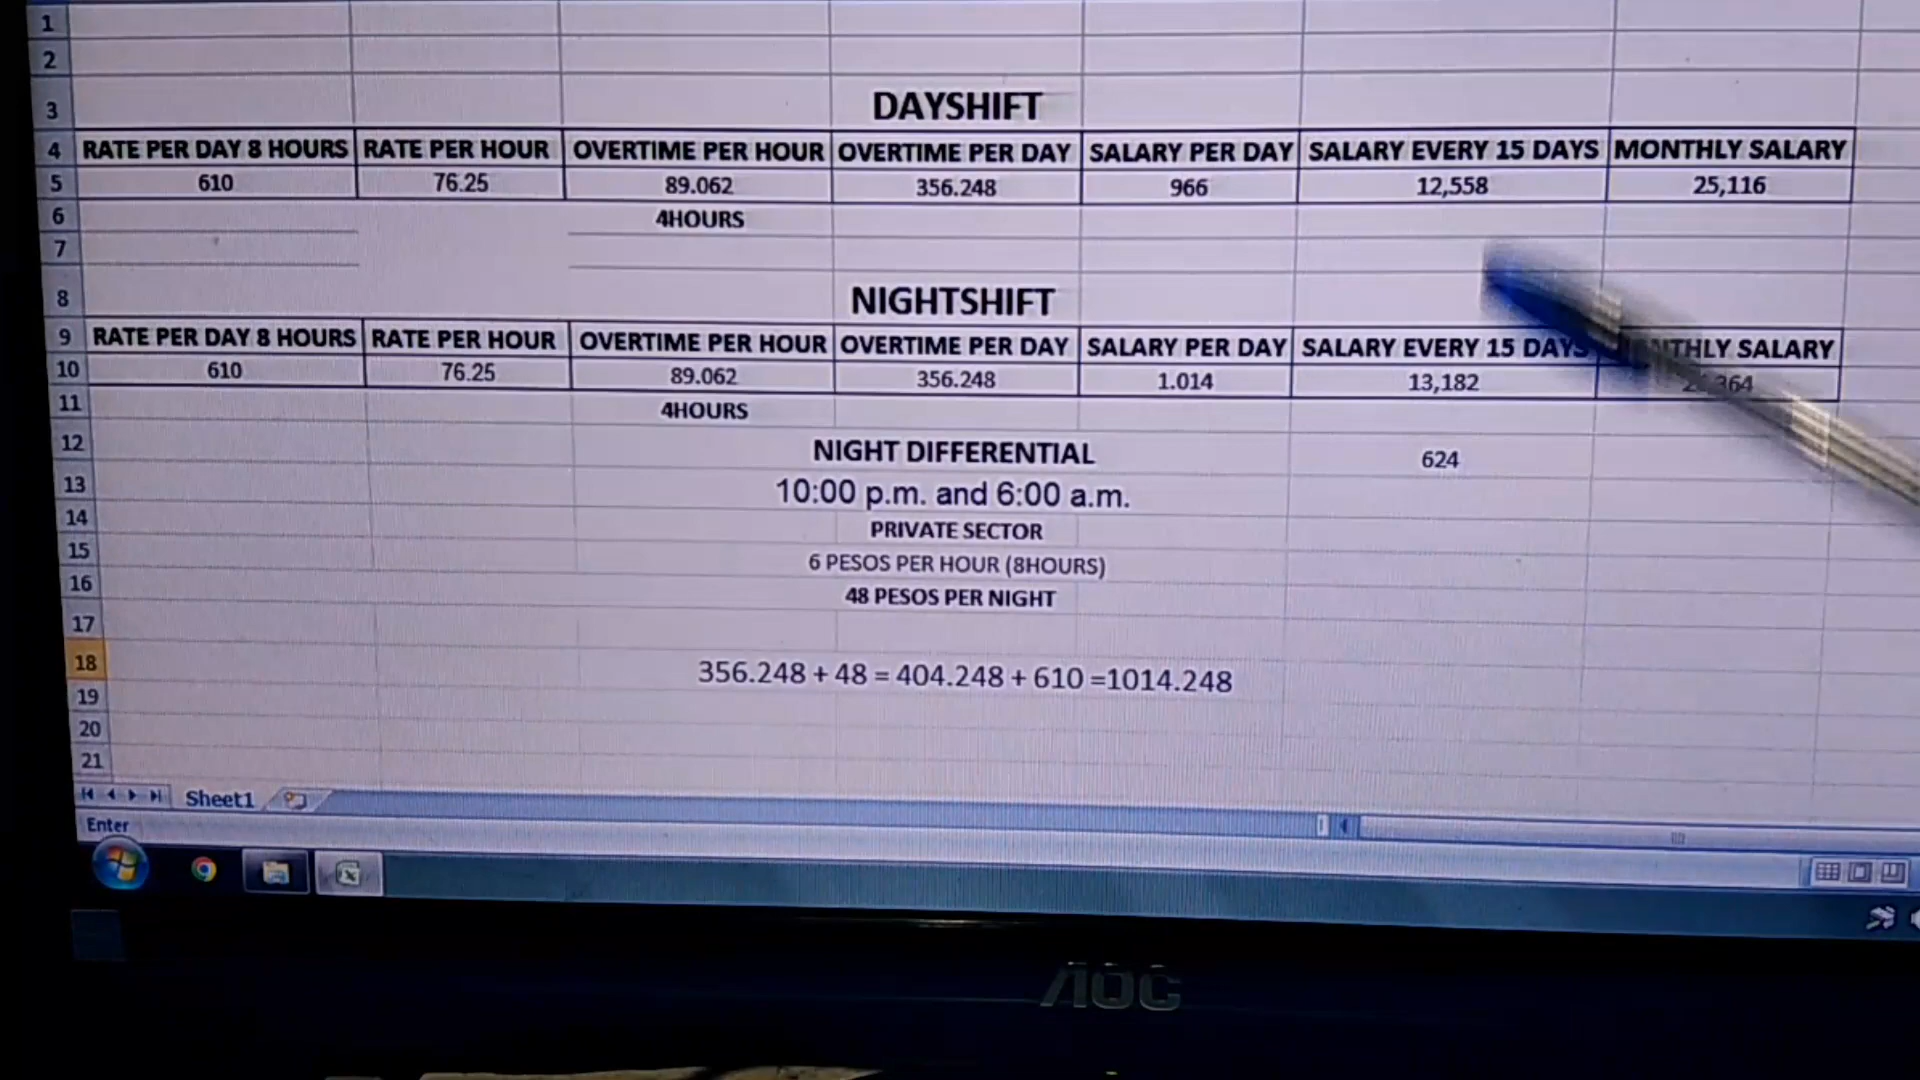 1
2
3 DAYSHIFT
4 RATE PER DAY 8 HOURS RATE PER HOUR OVERTIME PER HOUR OVERTIME PER DAY SALARY PER DAY SALARY EVERY 15 DAYS MONTHLY SALARY
5 610 76.25 89.062 356.248 966 12,558 25,116
6 4HOURS
7
8 NIGHTSHIFT
9 RATE PER DAY 8 HOURS RATE PER HOUR OVERTIME PER HOUR OVERTIME PER DAY SALARY PER DAY SALARY EVERY 15 DAYS SALARY
10 610 76.25 89.062 356.248 1.014 13,182
11 4HOURS
12 NIGHT DIFFERENTIAL 624
13 10:00 p.m. and 6:00 a.m.
14 PRIVATE SECTOR
15 6 PESOS PER HOUR (8HOURS)
16 48 PESOS PER NIGHT
17
18 356.248 + 48 = 404.248 + 610 =1014.248
19
20
21
Sheet1
Enter
AOC